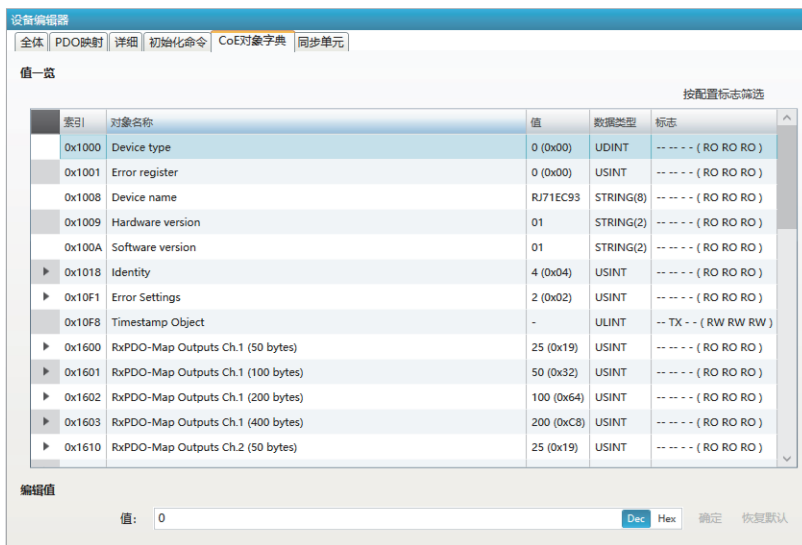 设备编辑器
全体 PDO映射 详细 初始化命令 CoE对象字典 同步单元
值一览
按配置标志筛选
索引 对象名称 值 数据类型 标志
0x1000 Device type 0 (0x00) UDINT -- -- - - ( RO RO RO )
0x1001 Error register 0 (0x00) USINT -- -- - - ( RO RO RO )
0x1008 Device name RJ71EC93 STRING(8) -- -- - - ( RO RO RO )
0x1009 Hardware version 01 STRING(2) -- -- - - ( RO RO RO )
0x100A Software version 01 STRING(2) -- -- - - ( RO RO RO )
0x1018 Identity 4 (0x04) USINT -- -- - - ( RO RO RO )
0x10F1 Error Settings 2 (0x02) USINT -- -- - - ( RO RO RO )
0x10F8 Timestamp Object - ULINT -- TX - - ( RW RW RW )
0x1600 RxPDO-Map Outputs Ch.1 (50 bytes) 25 (0x19) USINT -- -- - - ( RO RO RO )
0x1601 RxPDO-Map Outputs Ch.1 (100 bytes) 50 (0x32) USINT -- -- - - ( RO RO RO )
0x1602 RxPDO-Map Outputs Ch.1 (200 bytes) 100 (0x64) USINT -- -- - - ( RO RO RO )
0x1603 RxPDO-Map Outputs Ch.1 (400 bytes) 200 (0xC8) USINT -- -- - - ( RO RO RO )
0x1610 RxPDO-Map Outputs Ch.2 (50 bytes) 25 (0x19) USINT -- -- - - ( RO RO RO )
编辑值
值: 0 Dec Hex 确定 恢复默认